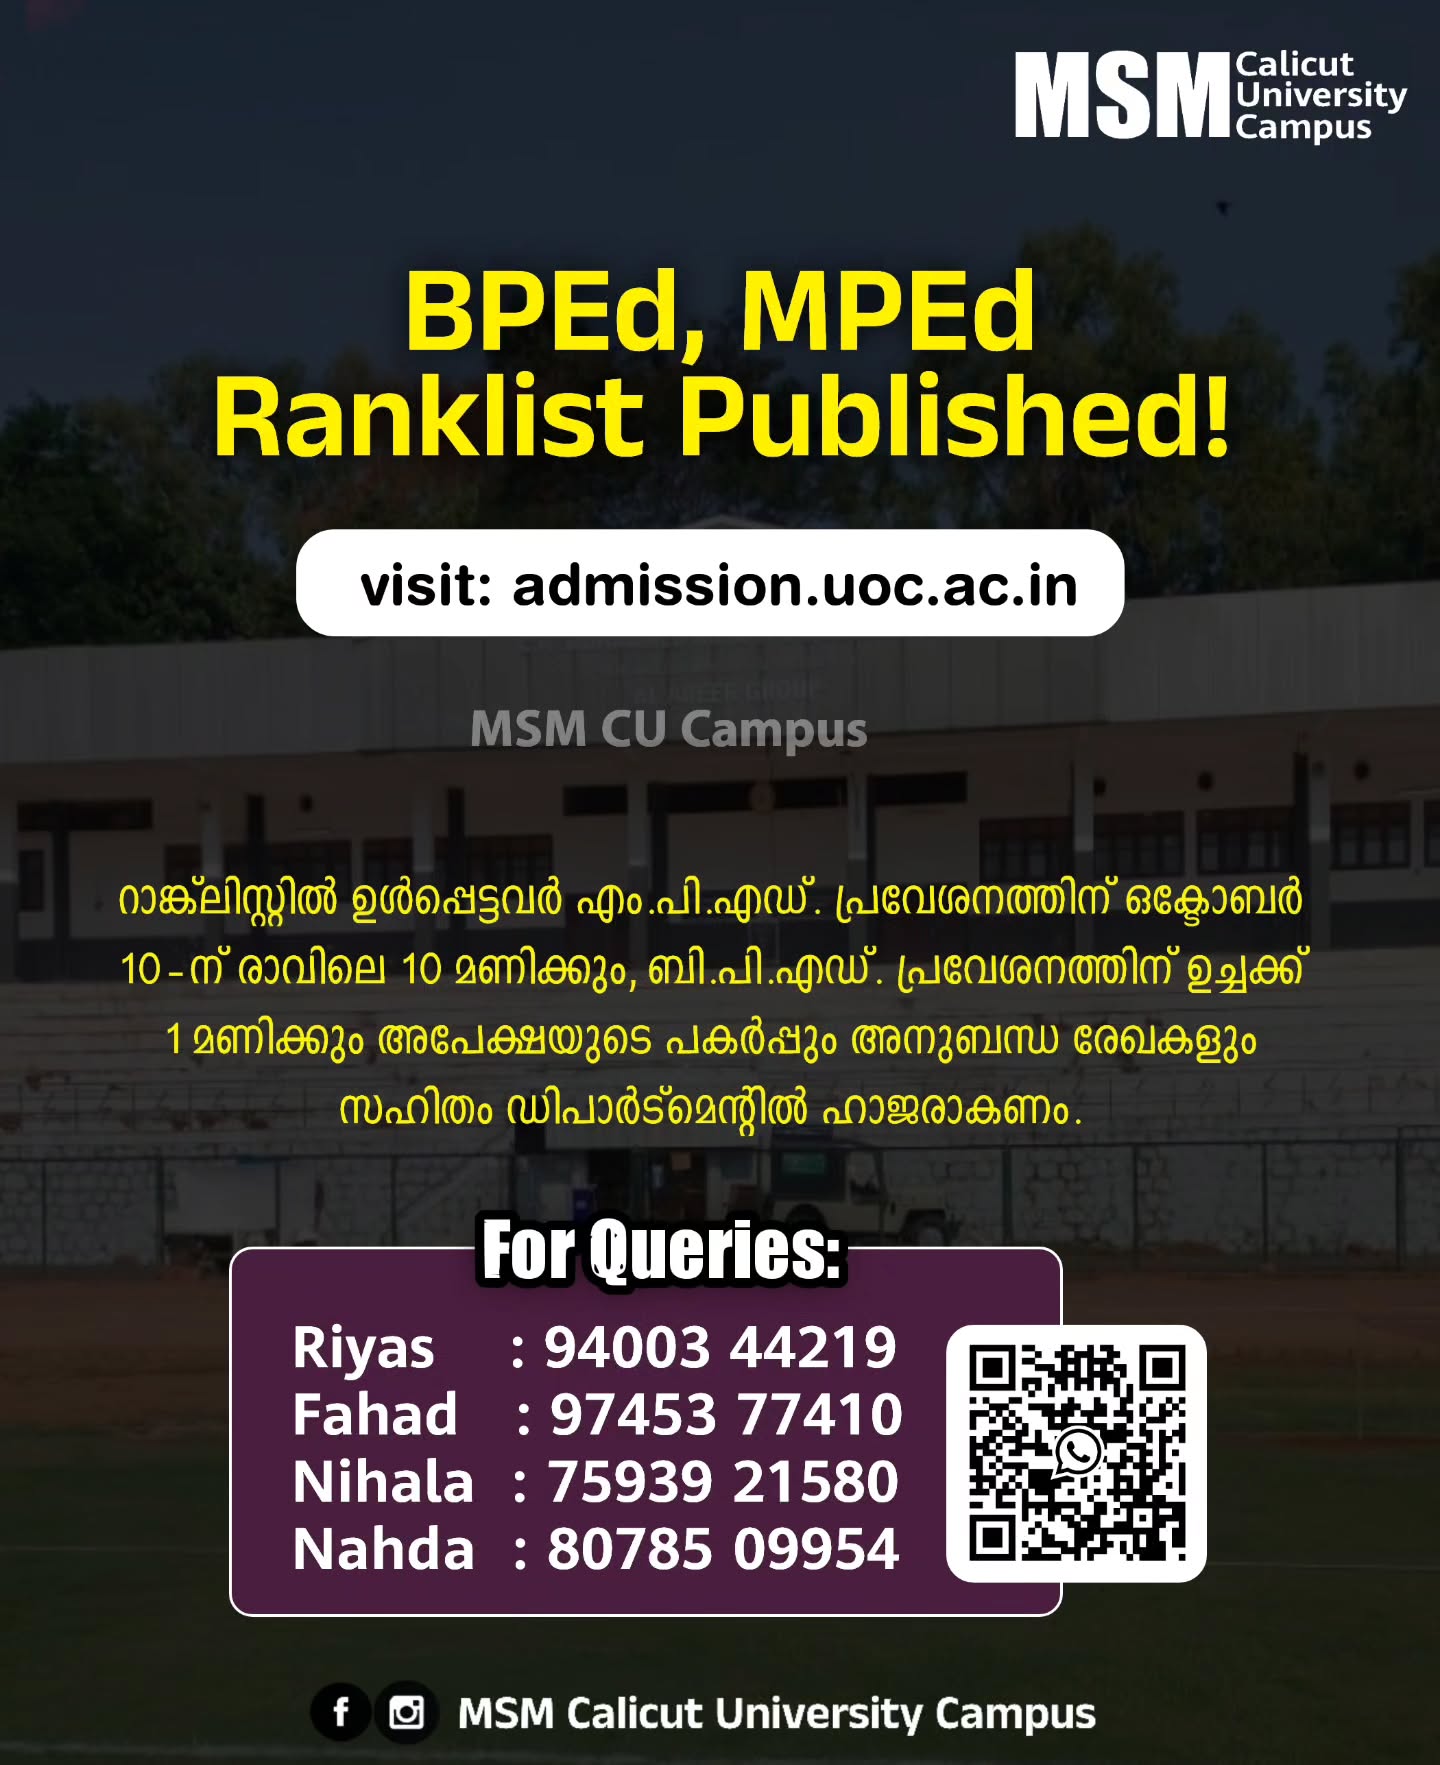 MSM
Calicut
University
Campus
BPEd, MPEd
Ranklist Published!
visit: admission.uoc.ac.in
MSM CU Campus
റാങ്ക്‌ലിസ്റ്റിൽ ഉൾപ്പെട്ടവർ എം.പി.എഡ്. പ്രവേശനത്തിന് ഒക്ടോബർ
10-ന് രാവിലെ 10 മണിക്കും, ബി.പി.എഡ്. പ്രവേശനത്തിന് ഉച്ചക്ക്
1 മണിക്കും അപേക്ഷയുടെ പകർപ്പും അനുബന്ധ രേഖകളും
സഹിതം ഡിപാർട്മെന്റിൽ ഹാജരാകണം.
For Queries:
Riyas : 94003 44219
Fahad : 97453 77410
Nihala : 75939 21580
Nahda : 80785 09954
MSM Calicut University Campus